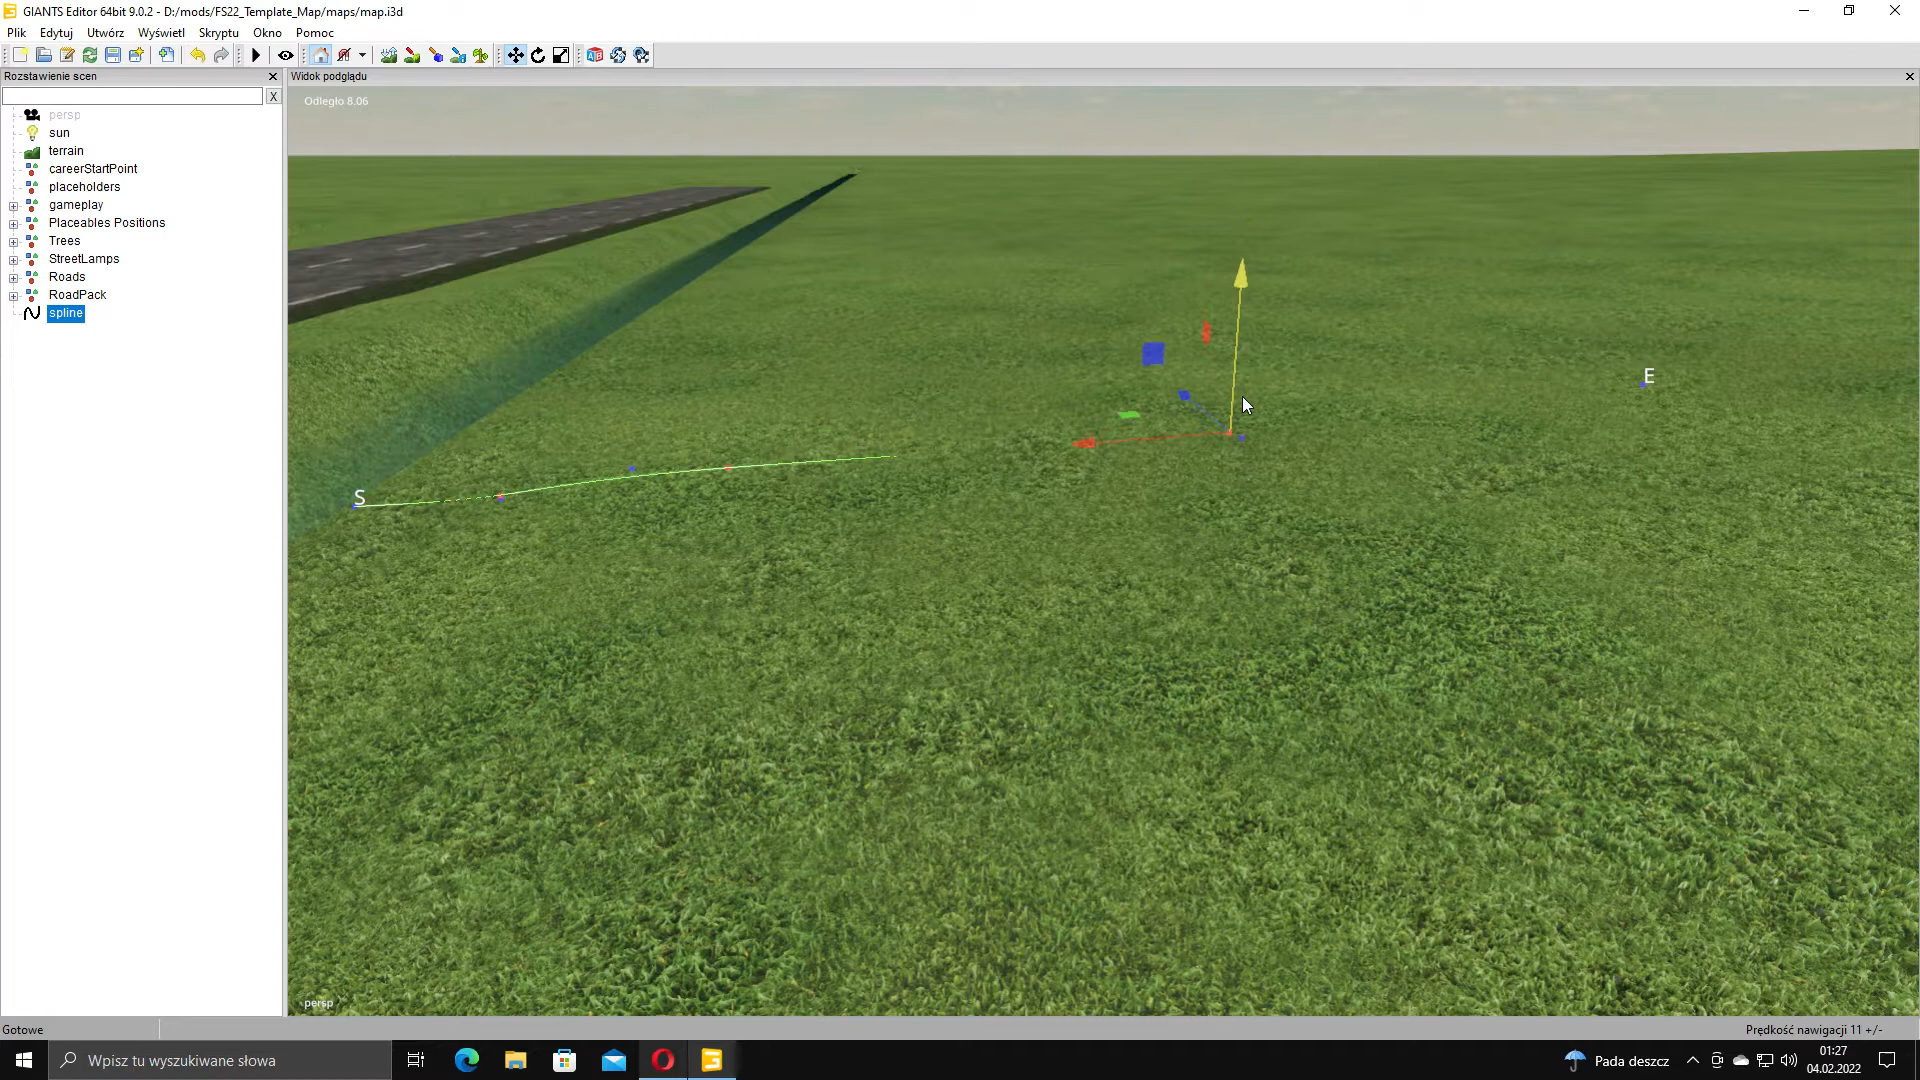 GIANTS Editor 64bit 9.0.2 - D:/mods/FS22_Template_Map/maps/map.i3d
Plik Edytuj Utwórz Wyświetl Skryptu Okno Pomoc
Rozstawienie scen
Widok podglądu
X
Odległo 8.06
persp
sun
terrain
careerStartPoint
placeholders
gameplay
Placeables Positions
Trees
StreetLamps
Roads
RoadPack
spline
E
S
persp
Gotowe
Prędkość nawigacji 11 +/-
Wpisz tu wyszukiwane słowa
Pada deszcz
01:27
04.02.2022